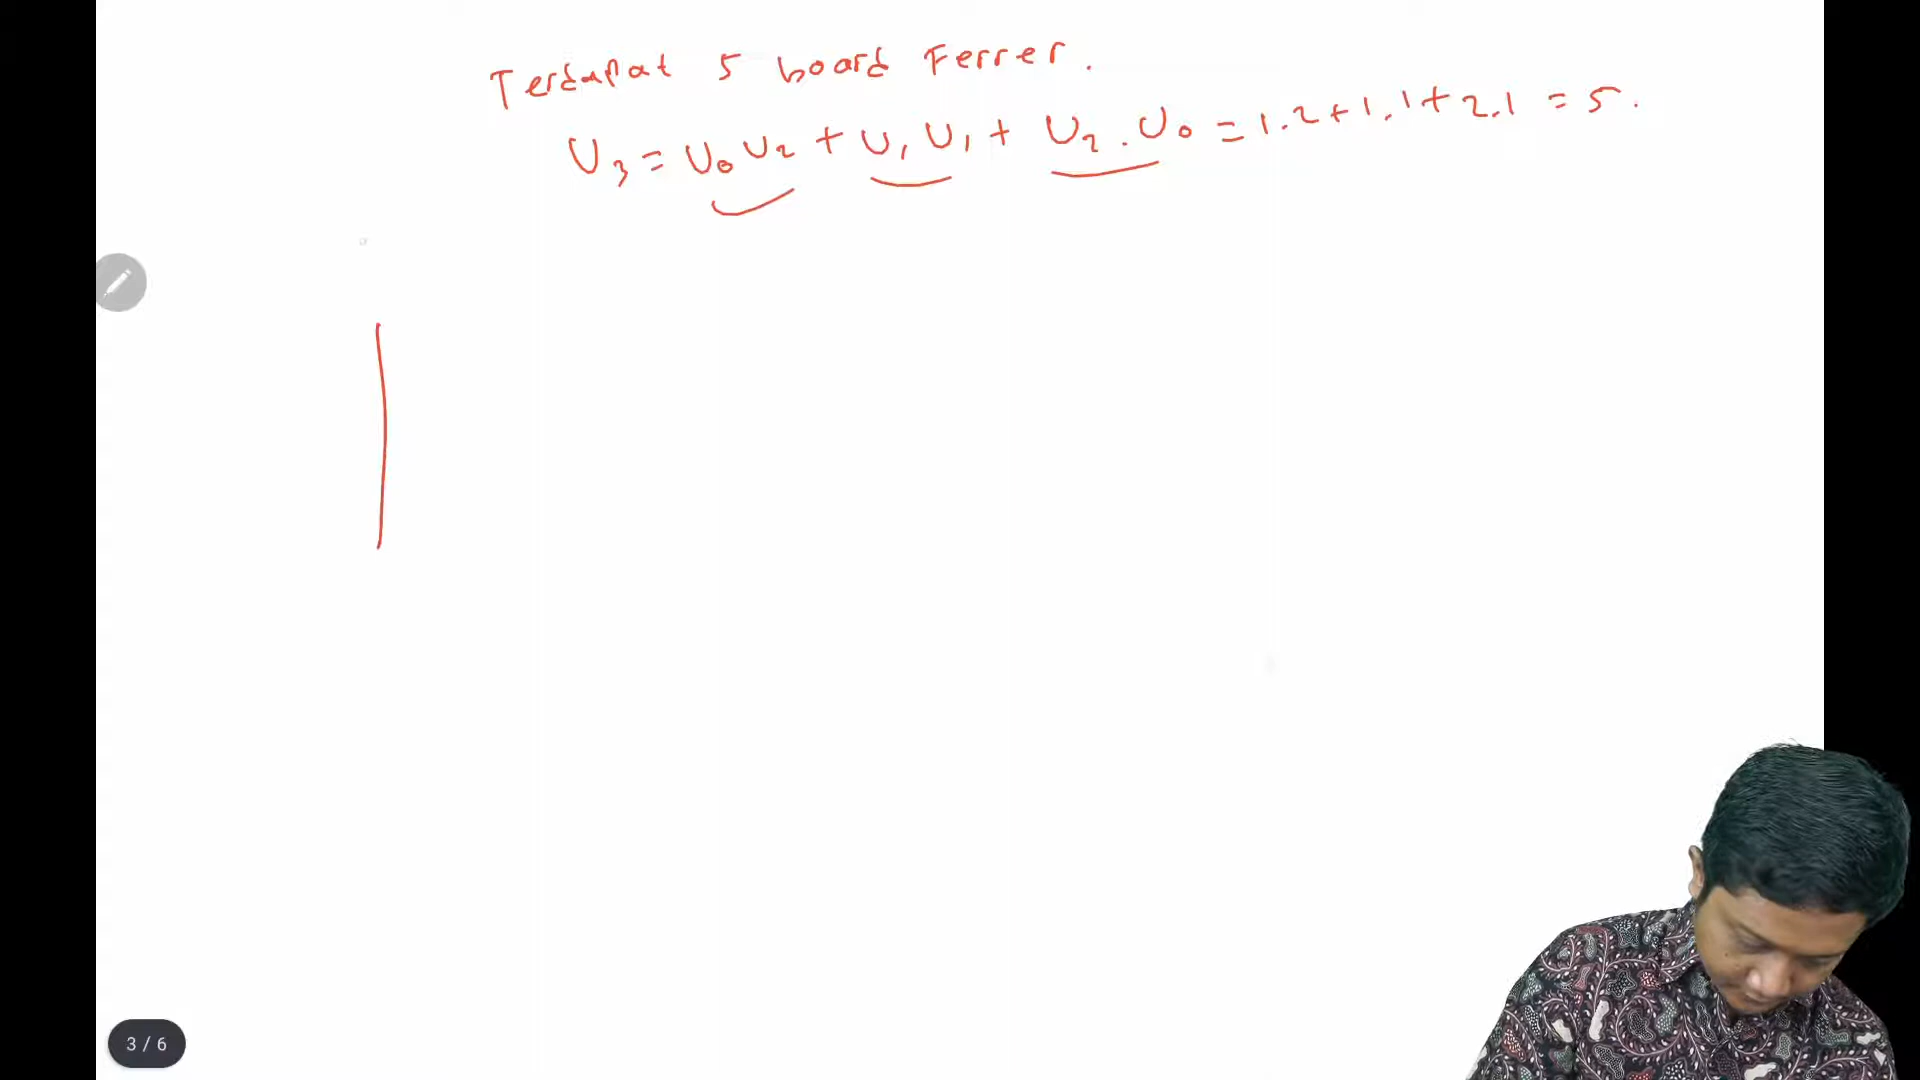 Terdapat 5 board Ferrer.
U₃ = U₀ U₂ + U₁ U₁ + U₂ . U₀ = 1.2 + 1.1 + 2.1 = 5.
3 / 6